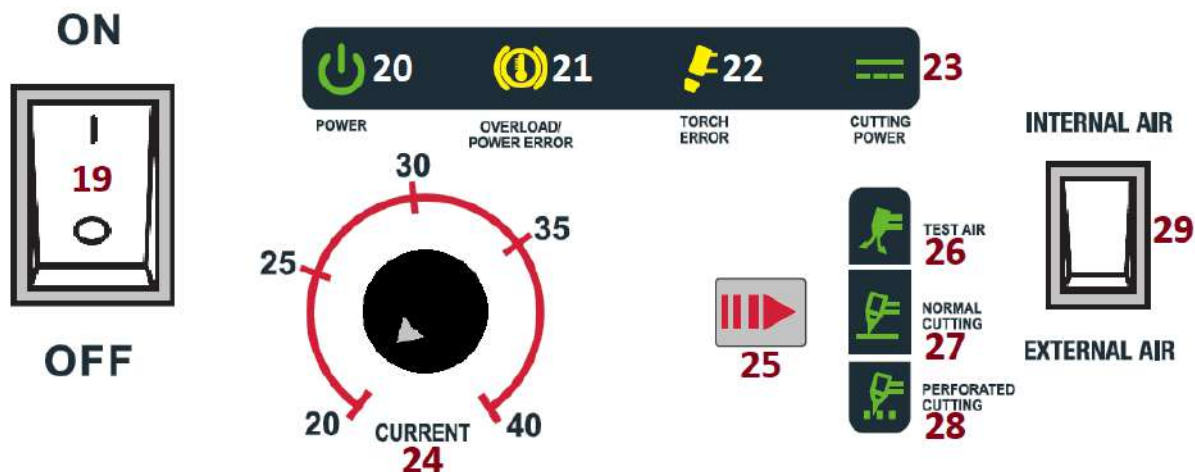 ON
I
19
O
OFF
20
21
22
23
POWER
OVERLOAD/
POWER ERROR
TORCH
ERROR
CUTTING
POWER
30
25
35
20
40
CURRENT
24
25
TEST AIR
26
NORMAL
CUTTING
27
PERFORATED
CUTTING
28
INTERNAL AIR
29
EXTERNAL AIR